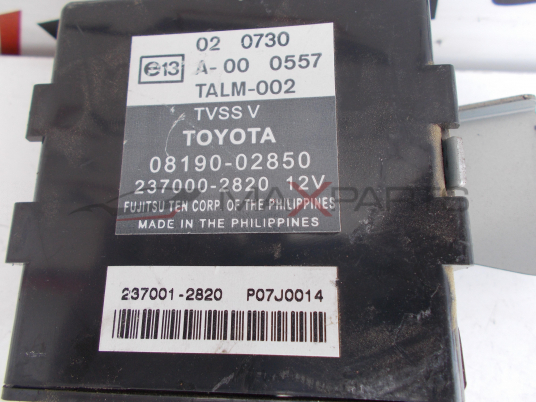 02 0730
e13 A-00 0557
TALM-002
TVSS V
TOYOTA
08190-02850
237000-2820 12V
FUJITSU TEN CORP. OF THE PHILIPPINES
MADE IN THE PHILIPPINES
237001-2820 P07J0014